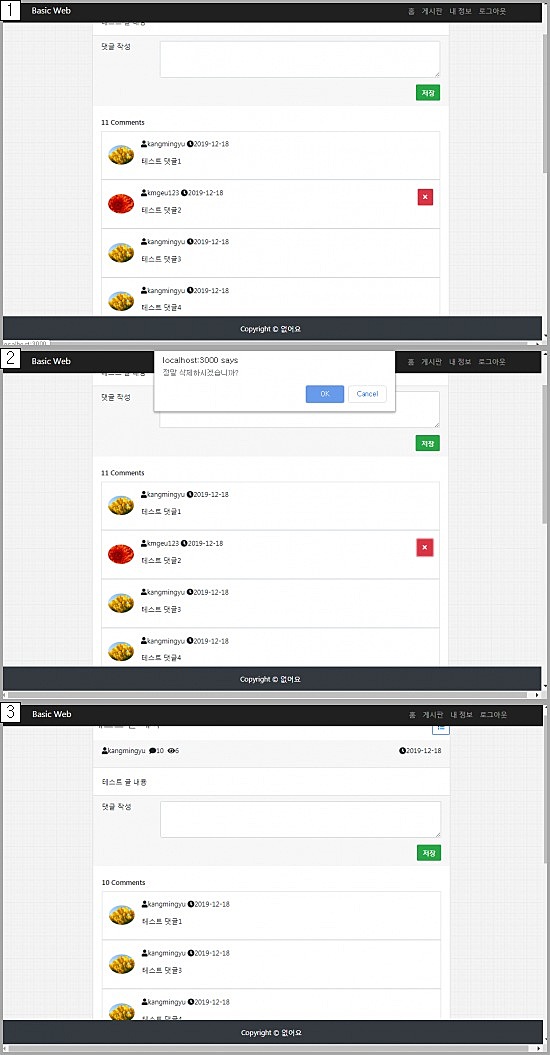 1
Basic Web 홈 게시판 내 정보 로그아웃
댓글 작성
저장
11 Comments
kangmingyu 2019-12-18
테스트 댓글1
kmgeu123 2019-12-18
테스트 댓글2
kangmingyu 2019-12-18
테스트 댓글3
kangmingyu 2019-12-18
테스트 댓글4
Copyright © 없어요
localhost:3000
2
Basic Web 홈 게시판 내 정보 로그아웃
localhost:3000 says
정말 삭제하시겠습니까?
OK Cancel
댓글 작성
저장
11 Comments
kangmingyu 2019-12-18
테스트 댓글1
kmgeu123 2019-12-18
테스트 댓글2
kangmingyu 2019-12-18
테스트 댓글3
kangmingyu 2019-12-18
테스트 댓글4
Copyright © 없어요
3
Basic Web 홈 게시판 내 정보 로그아웃
kangmingyu 10 6 2019-12-18
테스트 글 내용
댓글 작성
저장
10 Comments
kangmingyu 2019-12-18
테스트 댓글1
kangmingyu 2019-12-18
테스트 댓글3
kangmingyu 2019-12-18
테스트 댓글4
Copyright © 없어요